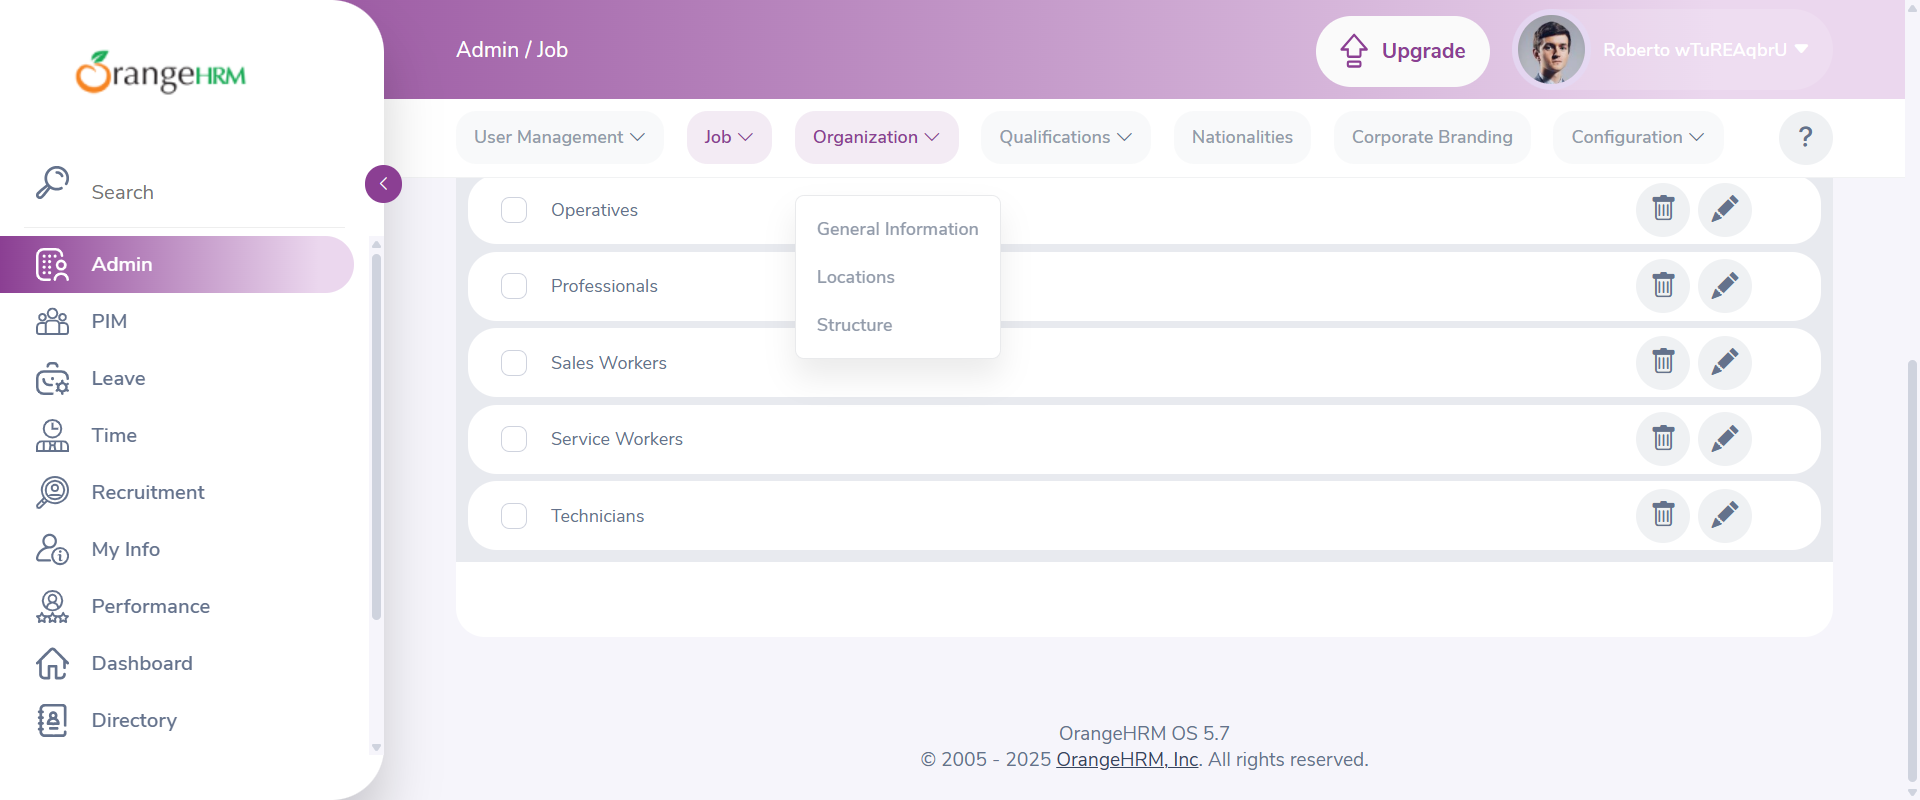 OrangeHRM
Admin / Job
Upgrade
Roberto wTuREAqbrU
User Management
Job
Organization
Qualifications
Nationalities
Corporate Branding
Configuration
?
Search
Admin
PIM
Leave
Time
Recruitment
My Info
Performance
Dashboard
Directory
General Information
Locations
Structure
Operatives
Professionals
Sales Workers
Service Workers
Technicians
OrangeHRM OS 5.7
© 2005 - 2025 OrangeHRM, Inc. All rights reserved.